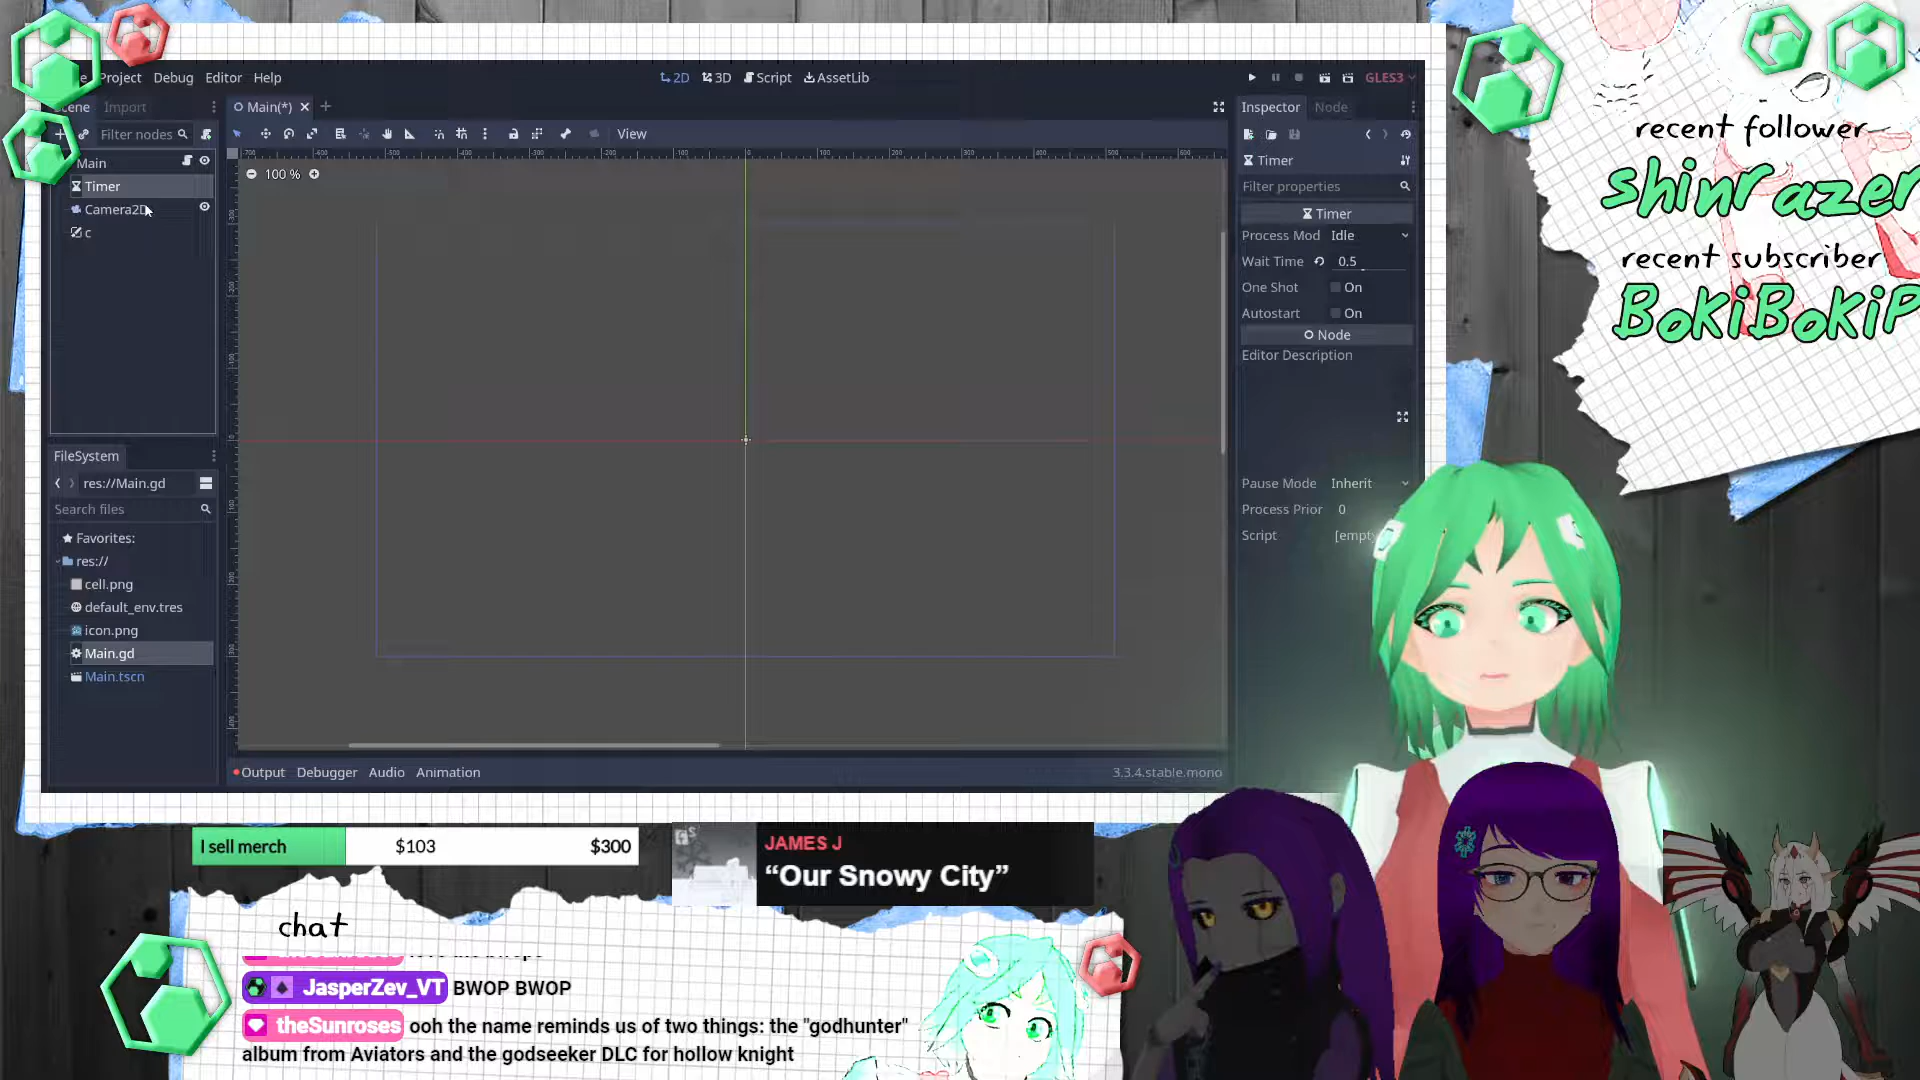 Project Debug Editor Help
2D 3D Script AssetLib
GLES3
Scene Import
Main(*)
Inspector Node
Filter nodes
View
Main
Timer
Camera2D
c
100 %
Timer
Filter properties
Timer
Process Mod Idle
Wait Time 0.5
One Shot On
Autostart On
Node
Editor Description
Pause Mode Inherit
Process Prior 0
Script [empty
FileSystem
res://Main.gd
Search files
Favorites:
res://
cell.png
default_env.tres
icon.png
Main.gd
Main.tscn
Output Debugger Audio Animation
3.3.4.stable.mono
recent follower
shinrazer
recent subscriber
BokiBokiP
I sell merch $103 $300
JAMES J
“Our Snowy City”
chat
JasperZev_VT BWOP BWOP
theSunroses ooh the name reminds us of two things: the "godhunter"
album from Aviators and the godseeker DLC for hollow knight